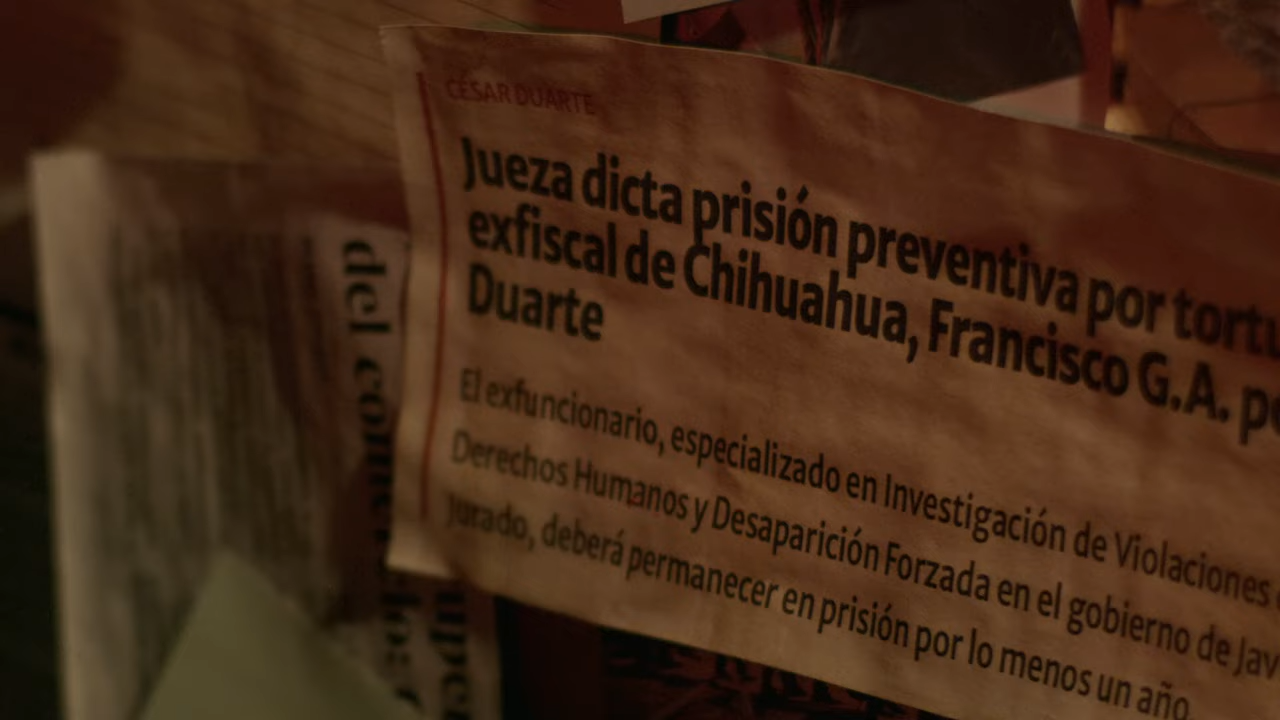 CÉSAR DUARTE
Jueza dicta prisión preventiva por tortu
exfiscal de Chihuahua, Francisco G.A. p
Duarte
El exfuncionario, especializado en Investigación de Violaciones
Derechos Humanos y Desaparición Forzada en el gobierno de Jav
Jurado, deberá permanecer en prisión por lo menos un año
del